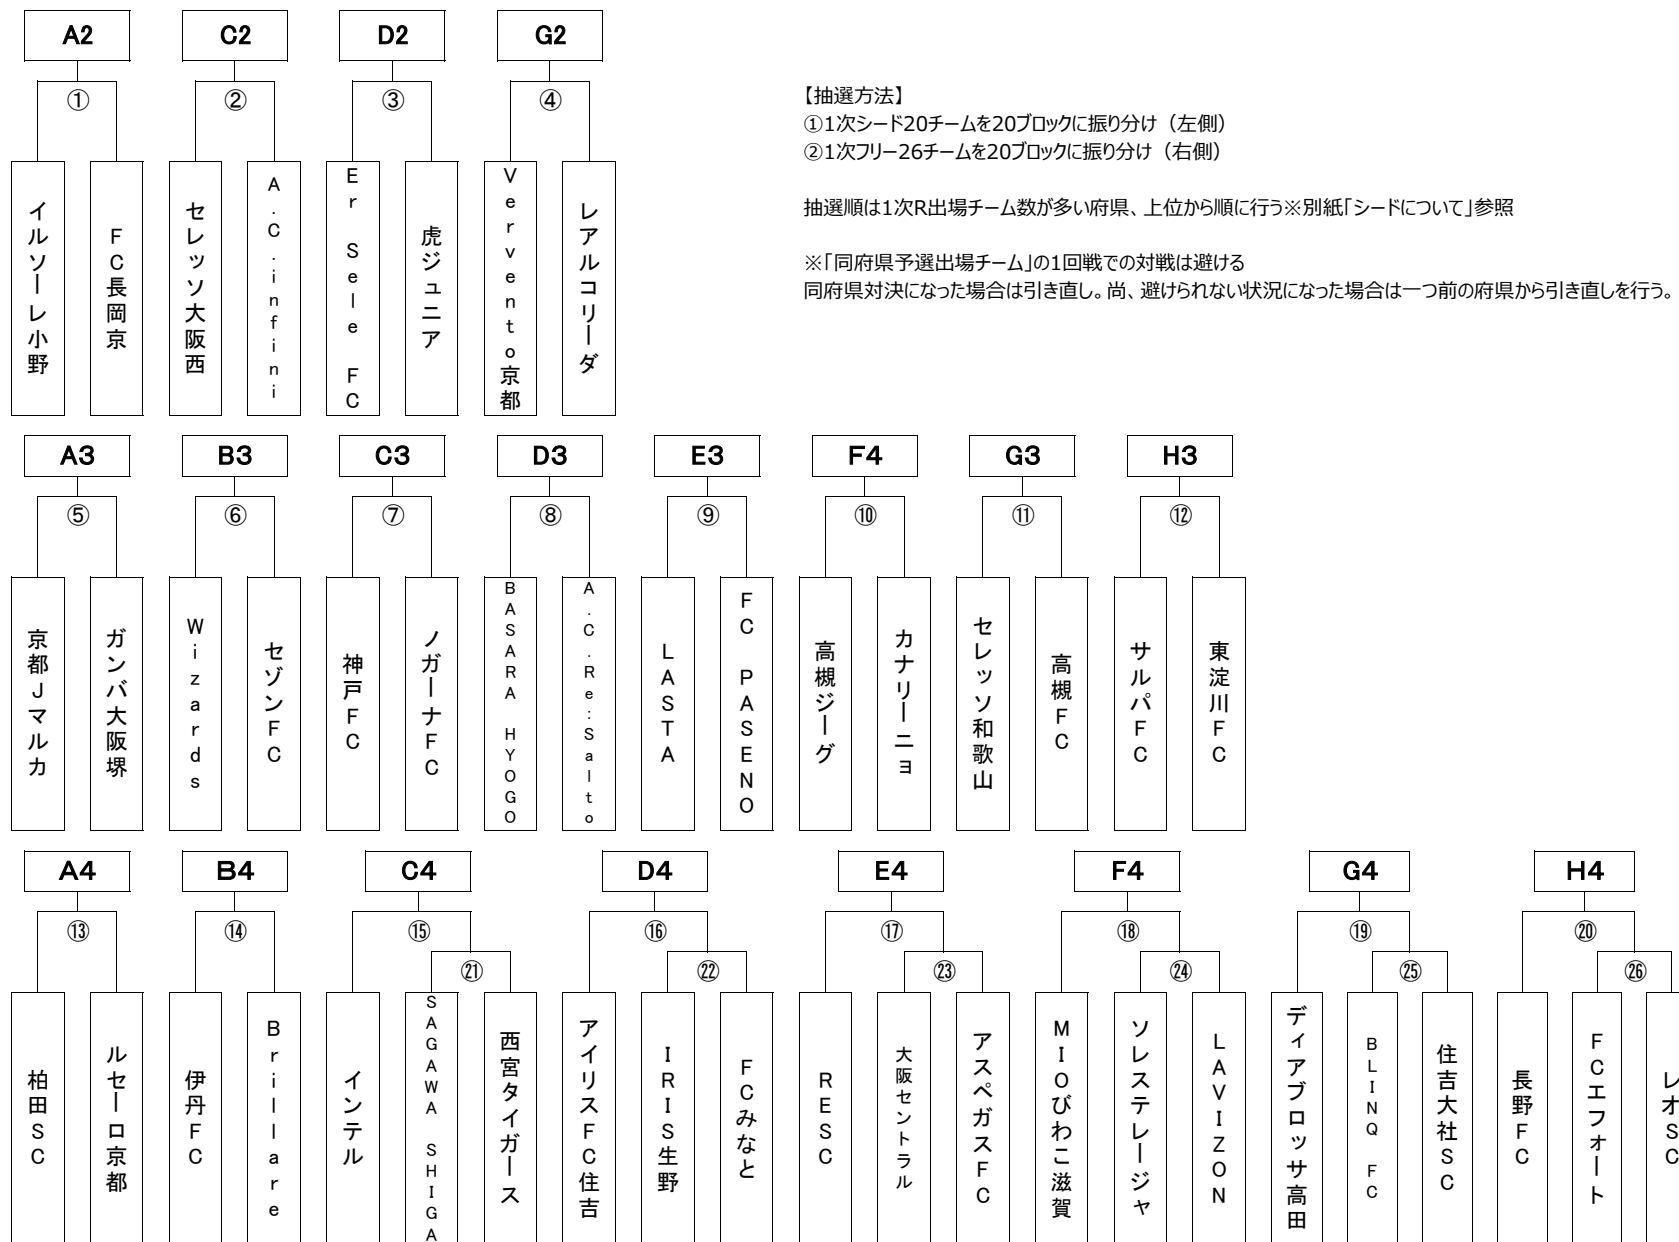 A2
C2
D2
G2
①
②
③
④
イルソーレ小野
FC長岡京
セレッソ大阪西
A.C.infini
Er Sele FC
虎ジュニア
Vervento京都
レアルコリーダ
【抽選方法】
①1次シード20チームを20ブロックに振り分け（左側）
②1次フリー26チームを20ブロックに振り分け（右側）
抽選順は1次R出場チーム数が多い府県、上位から順に行う※別紙「シードについて」参照
※「同府県予選出場チーム」の1回戦での対戦は避ける
同府県対決になった場合は引き直し。尚、避けられない状況になった場合は一つ前の府県から引き直しを行う。
A3
B3
C3
D3
E3
F4
G3
H3
⑤
⑥
⑦
⑧
⑨
⑩
⑪
⑫
京都Jマルカ
ガンバ大阪堺
Wizards
セゾンFC
神戸FC
ノガーナFC
BASARA HYOGO
A.C.Re:Salto
LASTA
FC PASENO
高槻ジーグ
カナリーニョ
セレッソ和歌山
高槻FC
サルパFC
東淀川FC
A4
B4
C4
D4
E4
F4
G4
H4
⑬
⑭
⑮
⑯
⑰
⑱
⑲
⑳
㉑
㉒
㉓
㉔
㉕
㉖
柏田SC
ルセーロ京都
伊丹FC
Brillare
インテル
SAGAWA SHIGA
西宮タイガース
アイリスFC住吉
IRIS生野
FCみなと
RESC
大阪セントラル
アスペガスFC
MIOびわこ滋賀
ソレステレージャ
LAVIZON
ディアブロッサ高田
BLINQ FC
住吉大社SC
長野FC
FCエフォート
レオSC